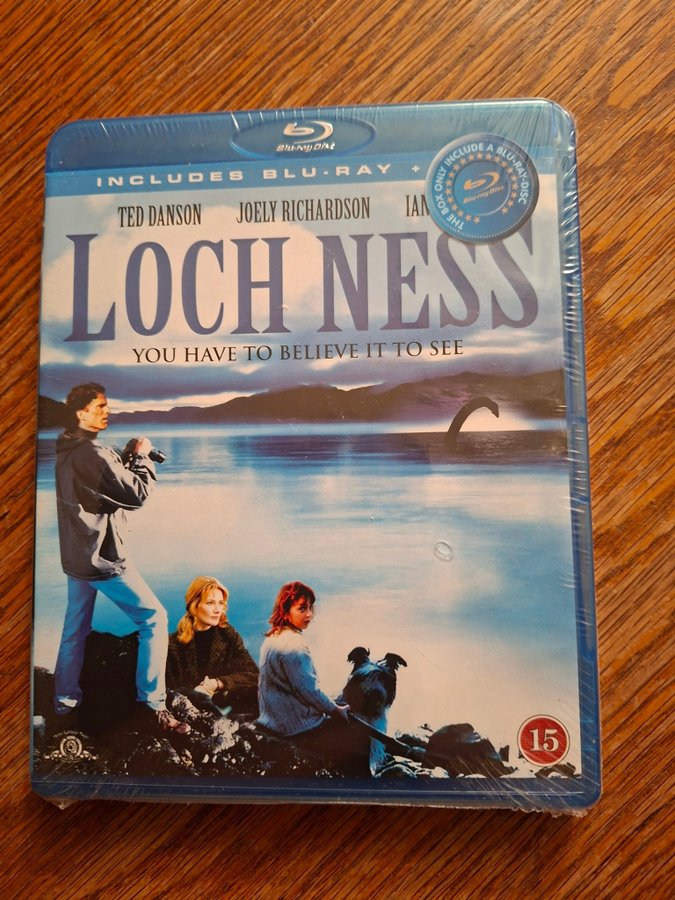 Blu-ray Disc
INCLUDES BLU-RAY +
THE BOX ONLY INCLUDE A BLU-RAY-DISC
Blu-ray Disc
TED DANSON JOELY RICHARDSON IAN
LOCH NESS
YOU HAVE TO BELIEVE IT TO SEE
15